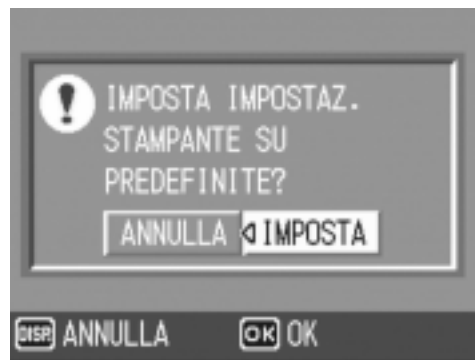 IMPOSTA IMPOSTAZ.
STAMPANTE SU
PREDEFINITE?
ANNULLA IMPOSTA
DISP. ANNULLA OK OK